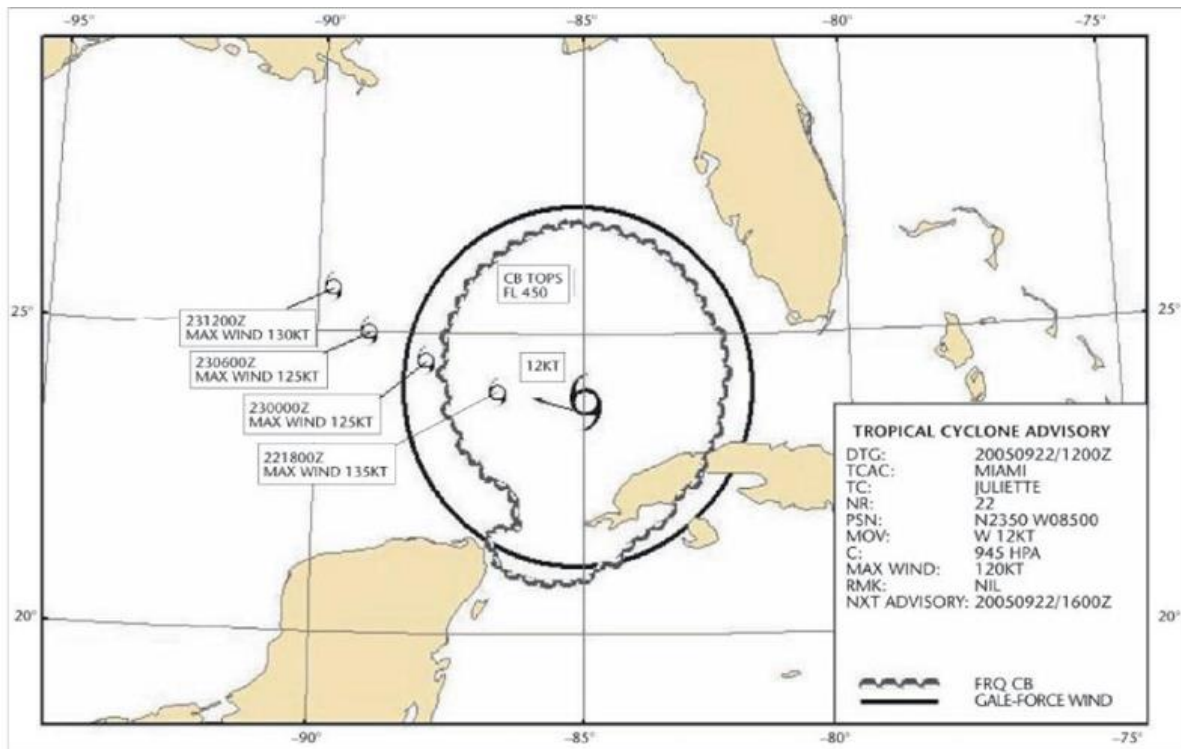 -95° -90° -85° -80° -75°
CB TOPS
FL 450
25° 25°
231200Z
MAX WIND 130KT
230600Z
MAX WIND 125KT
12KT
230000Z
MAX WIND 125KT
221800Z
MAX WIND 135KT
TROPICAL CYCLONE ADVISORY
DTG: 20050922/1200Z
TCAC: MIAMI
TC: JULIETTE
NR: 22
PSN: N2350 W08500
MOV: W 12KT
C: 945 HPA
MAX WIND: 120KT
RMK: NIL
NXT ADVISORY: 20050922/1600Z
20° 20°
FRQ CB
GALE-FORCE WIND
-95° -90° -85° -80° -75°